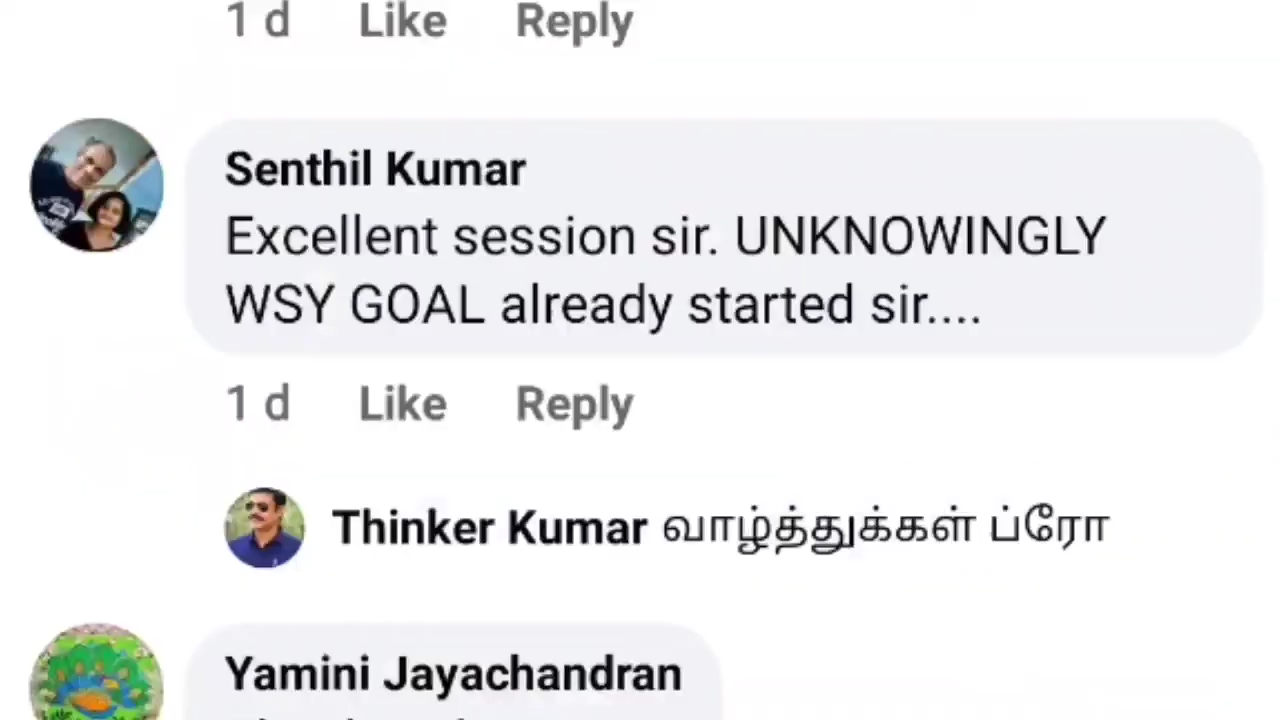 1 d Like Reply
Senthil Kumar
Excellent session sir. UNKNOWINGLY
WSY GOAL already started sir....
1 d Like Reply
Thinker Kumar வாழ்த்துக்கள் ப்ரோ
Yamini Jayachandran